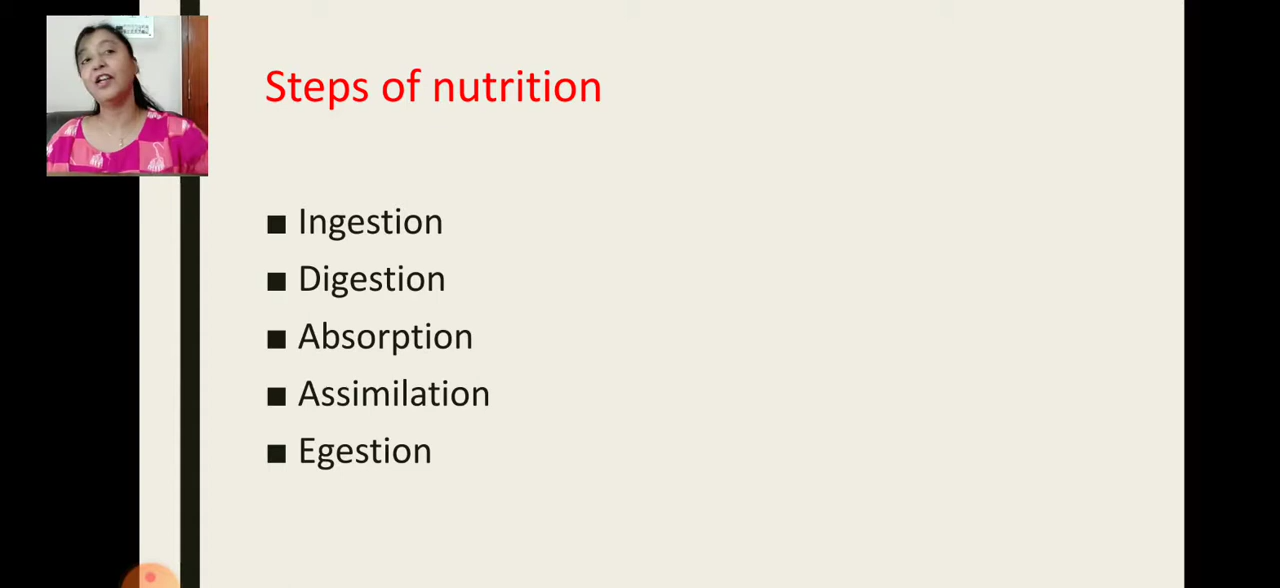 Steps of nutrition
■ Ingestion
■ Digestion
■ Absorption
■ Assimilation
■ Egestion